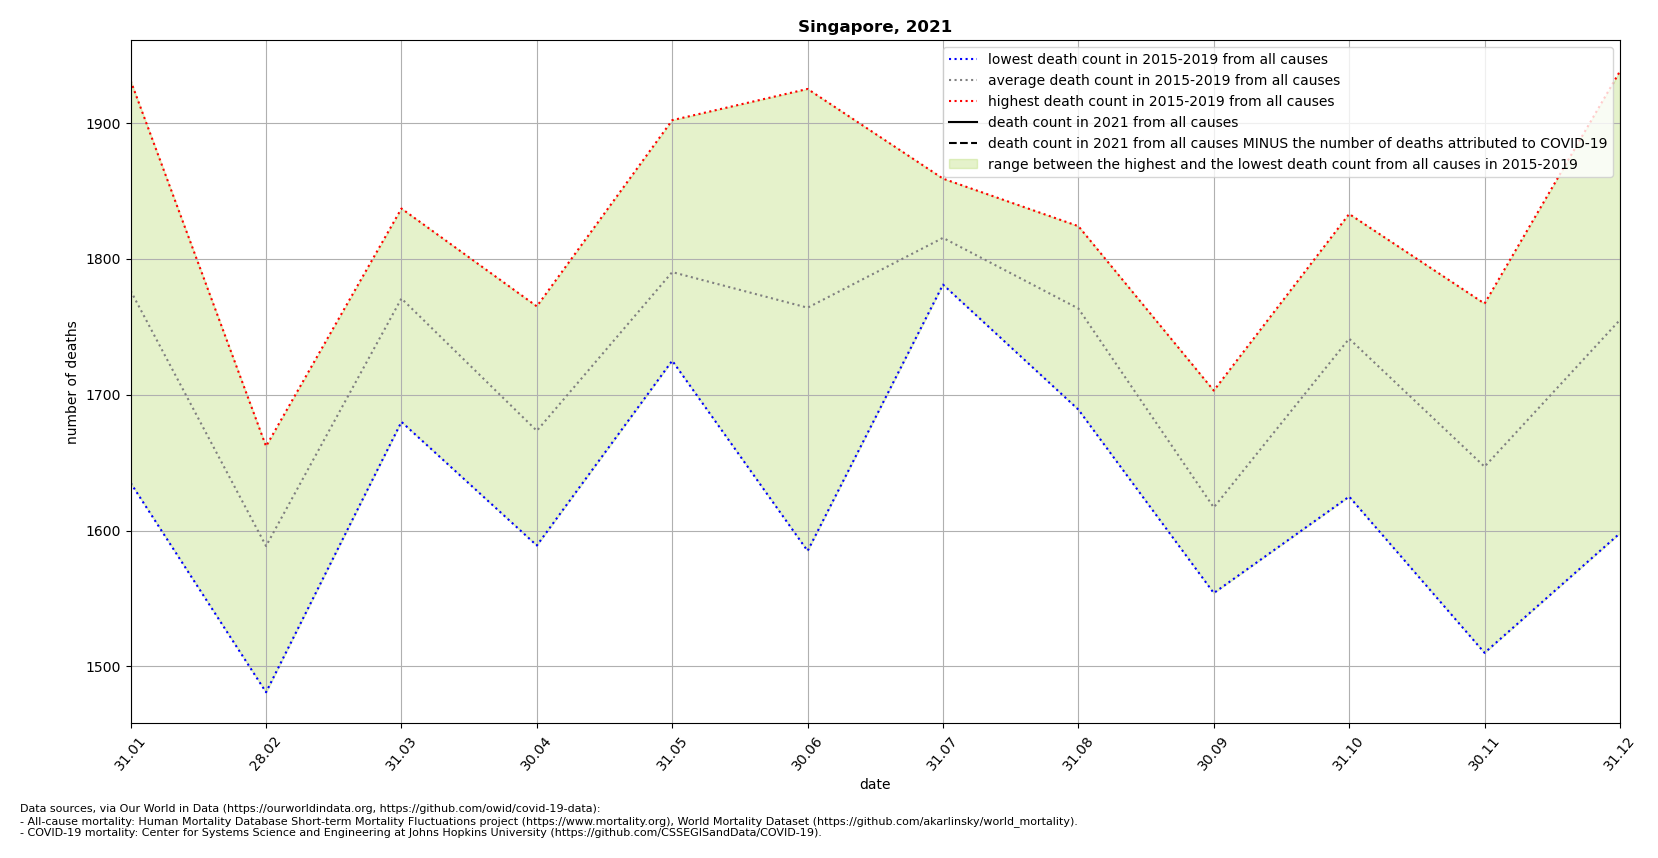 Singapore, 2021
lowest death count in 2015-2019 from all causes
average death count in 2015-2019 from all causes
highest death count in 2015-2019 from all causes
death count in 2021 from all causes
death count in 2021 from all causes MINUS the number of deaths attributed to COVID-19
range between the highest and the lowest death count from all causes in 2015-2019
1900
1800
1700
1600
1500
number of deaths
31.01
28.02
31.03
30.04
31.05
30.06
31.07
31.08
30.09
31.10
30.11
31.12
date
Data sources, via Our World in Data (https://ourworldindata.org, https://github.com/owid/covid-19-data):
- All-cause mortality: Human Mortality Database Short-term Mortality Fluctuations project (https://www.mortality.org), World Mortality Dataset (https://github.com/akarlinsky/world_mortality).
- COVID-19 mortality: Center for Systems Science and Engineering at Johns Hopkins University (https://github.com/CSSEGISandData/COVID-19).